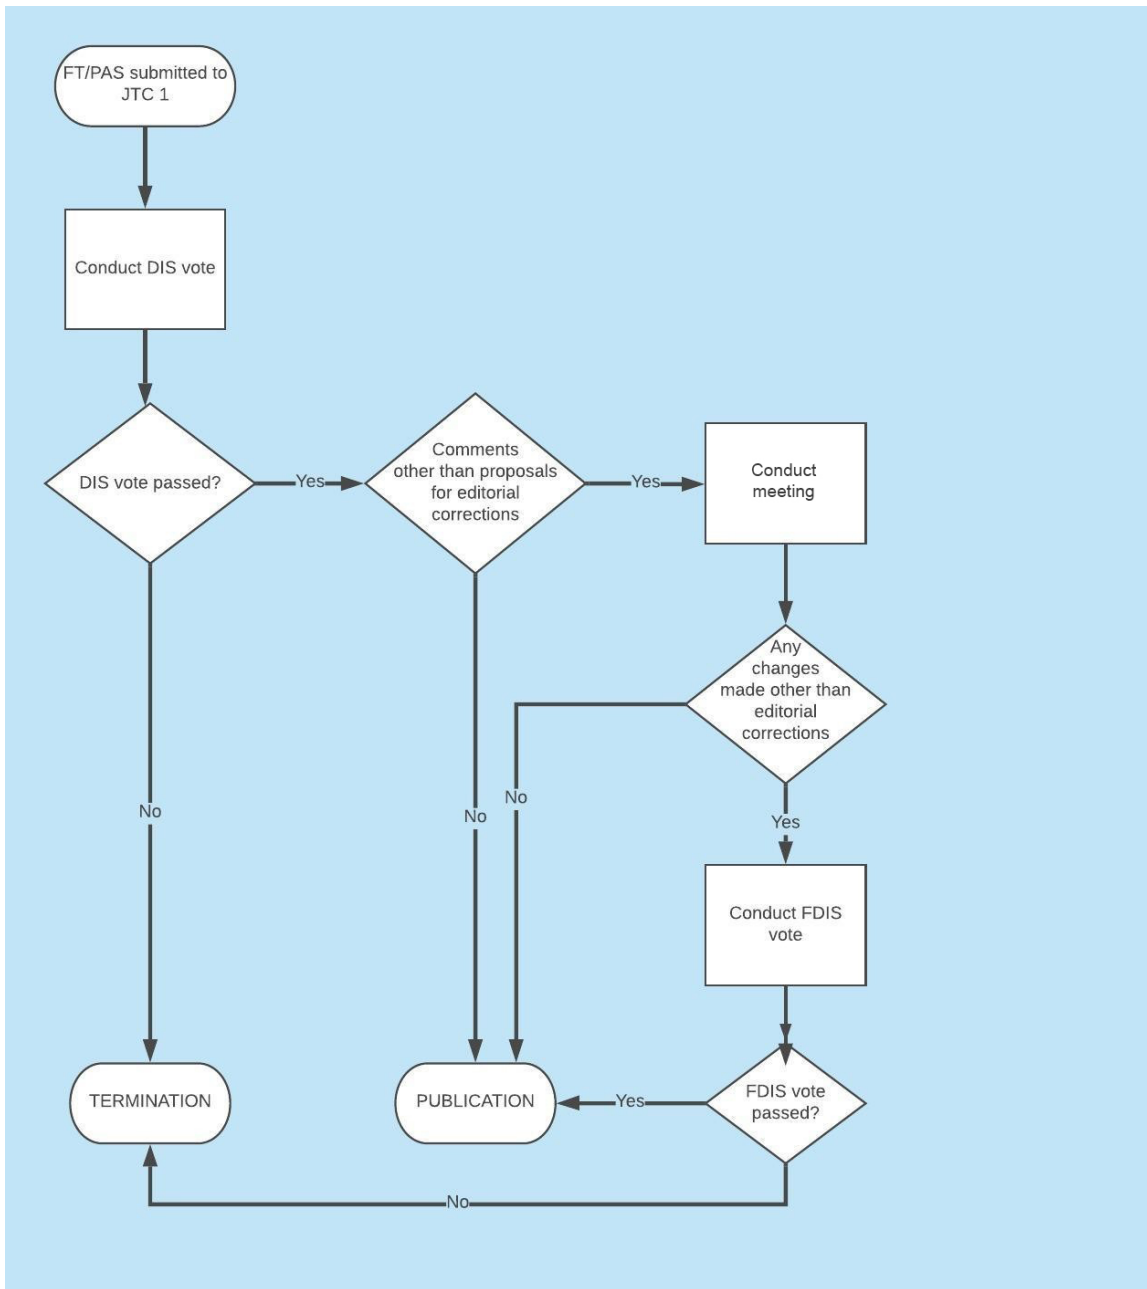 FT/PAS submitted to
JTC 1
Conduct DIS vote
DIS vote passed?
Yes
Comments
other than proposals
for editorial
corrections
Yes
Conduct
meeting
Any
changes
made other than
editorial
corrections
No
No
No
Yes
Conduct FDIS
vote
TERMINATION
PUBLICATION
Yes
FDIS vote
passed?
No